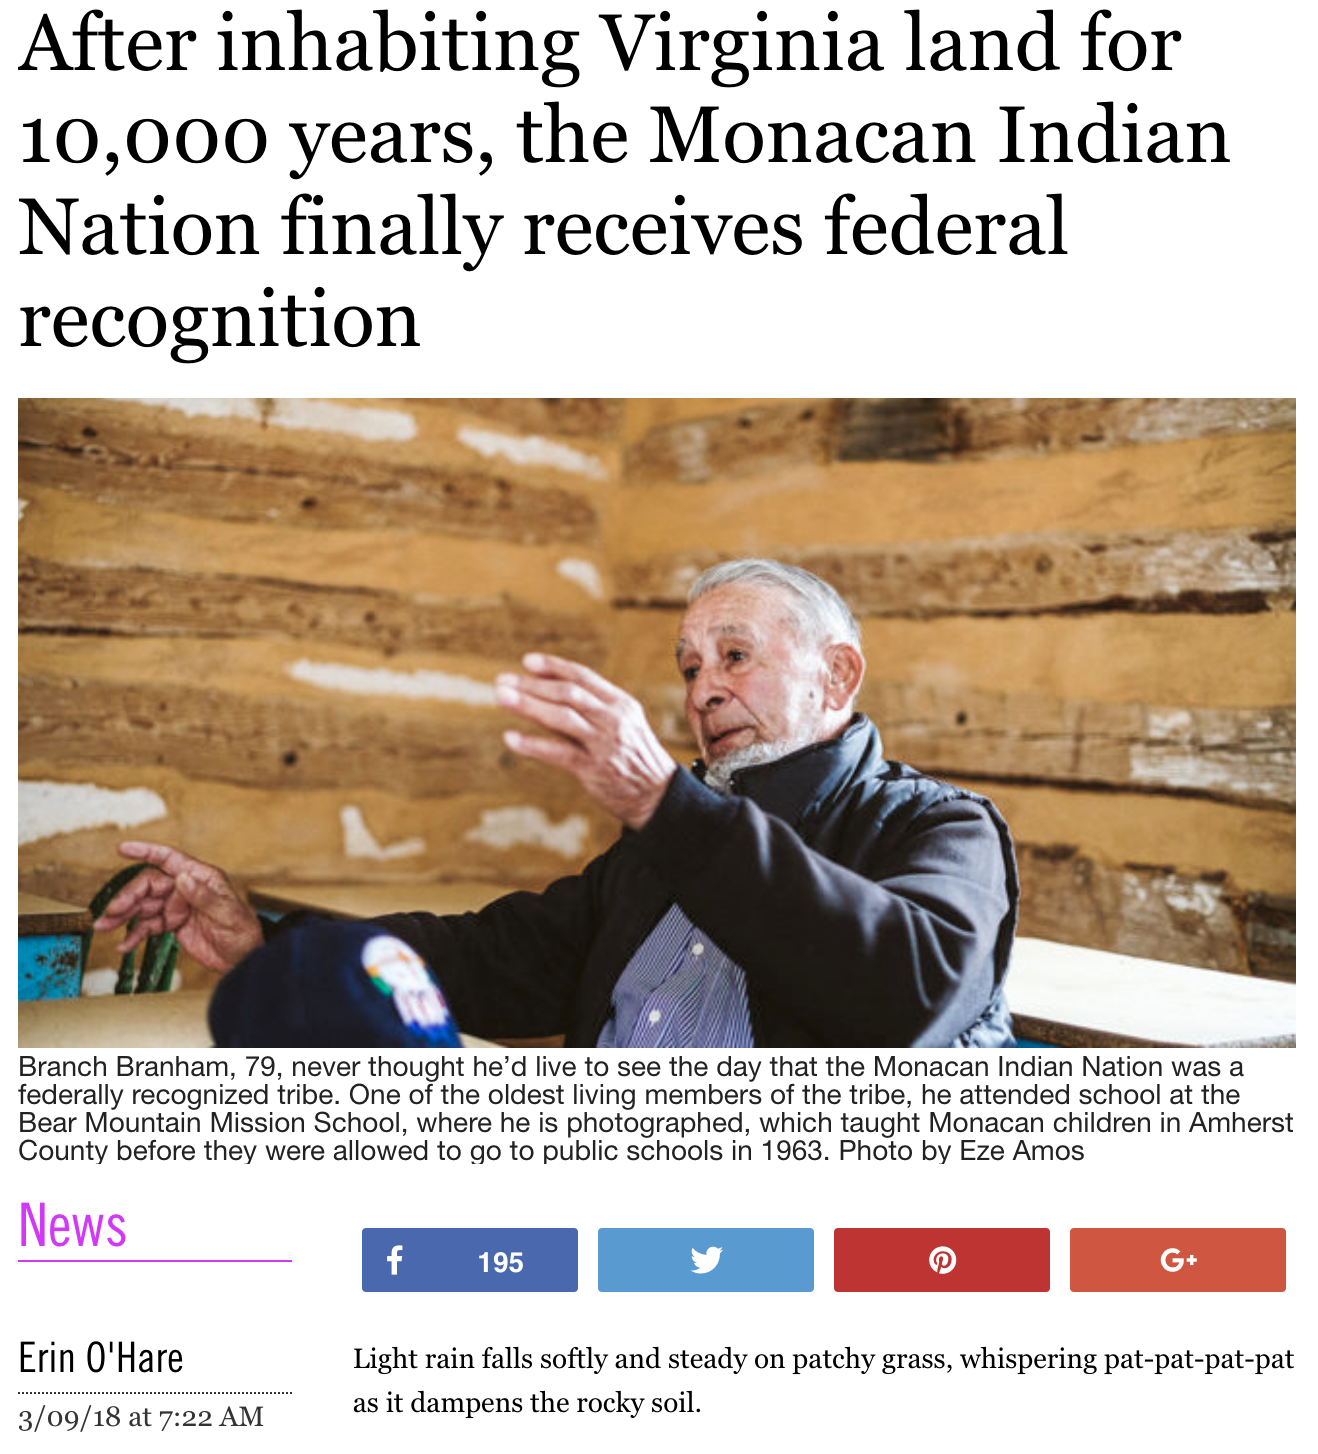 After inhabiting Virginia land for
10,000 years, the Monacan Indian
Nation finally receives federal
recognition
Branch Branham, 79, never thought he’d live to see the day that the Monacan Indian Nation was a
federally recognized tribe. One of the oldest living members of the tribe, he attended school at the
Bear Mountain Mission School, where he is photographed, which taught Monacan children in Amherst
County before they were allowed to go to public schools in 1963. Photo by Eze Amos
News
195
G+
Erin O'Hare
3/09/18 at 7:22 AM
Light rain falls softly and steady on patchy grass, whispering pat-pat-pat-pat
as it dampens the rocky soil.